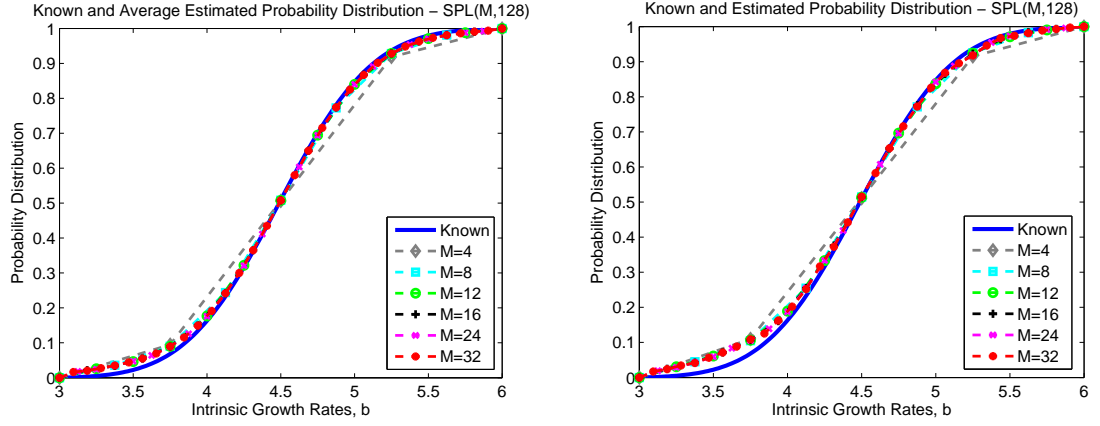 Known and Average Estimated Probability Distribution − SPL(M,128)
1
0.9
0.8
0.7
0.6
0.5
0.4
0.3
0.2
0.1
0
Probability Distribution
3
3.5
4
4.5
5
5.5
6
Intrinsic Growth Rates, b
Known
M=4
M=8
M=12
M=16
M=24
M=32
Known and Estimated Probability Distribution − SPL(M,128)
1
0.9
0.8
0.7
0.6
0.5
0.4
0.3
0.2
0.1
0
Probability Distribution
3
3.5
4
4.5
5
5.5
6
Intrinsic Growth Rates, b
Known
M=4
M=8
M=12
M=16
M=24
M=32